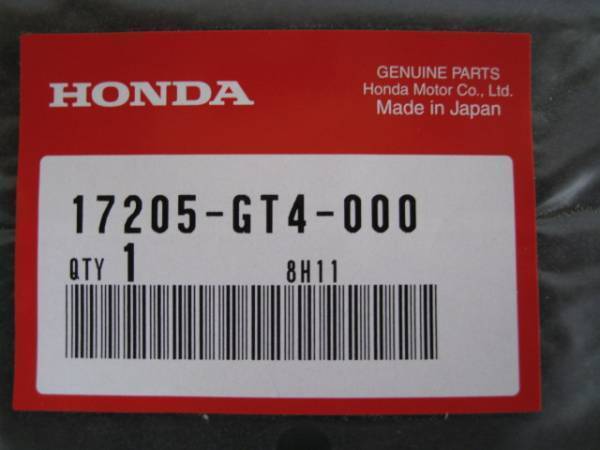 HONDA
GENUINE PARTS
Honda Motor Co., Ltd.
Made in Japan
17205-GT4-000
QTY 1 8H11